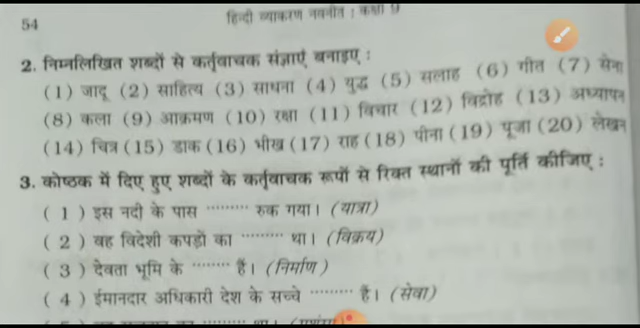 54 हिन्दी व्याकरण नवनीत : कक्षा 9
2. निम्नलिखित शब्दों से कर्तृवाचक संज्ञाएँ बनाइए :
(1) जादू (2) साहित्य (3) साधना (4) युद्ध (5) सलाह (6) गीत (7) सेना
(8) कला (9) आक्रमण (10) रक्षा (11) विचार (12) विद्रोह (13) अध्यापन
(14) चित्र (15) डाक (16) भीख (17) राह (18) पीना (19) पूजा (20) लेखन
3. कोष्ठक में दिए हुए शब्दों के कर्तृवाचक रूपों से रिक्त स्थानों की पूर्ति कीजिए :
( 1 ) इस नदी के पास ········· रुक गया। (यात्रा)
( 2 ) वह विदेशी कपड़ों का ········· था। (विक्रय)
( 3 ) देवता भूमि के ········ हैं। (निर्माण)
( 4 ) ईमानदार अधिकारी देश के सच्चे ········· हैं। (सेवा)